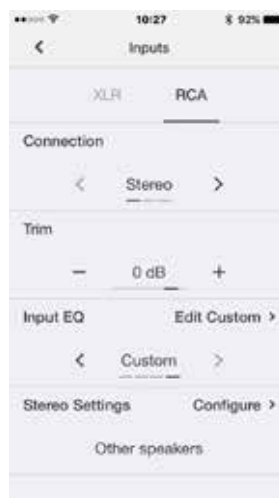 10:27 92%
Inputs
XLR RCA
Connection
< Stereo >
Trim
− 0 dB +
Input EQ Edit Custom >
< Custom >
Stereo Settings Configure >
Other speakers